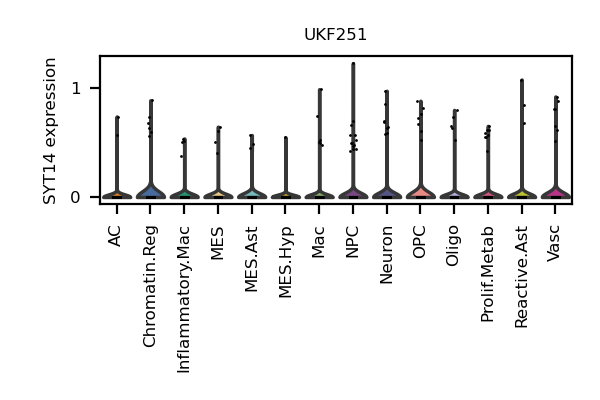 UKF251
SYT14 expression
1
0
AC
Chromatin.Reg
Inflammatory.Mac
MES
MES.Ast
MES.Hyp
Mac
NPC
Neuron
OPC
Oligo
Prolif.Metab
Reactive.Ast
Vasc